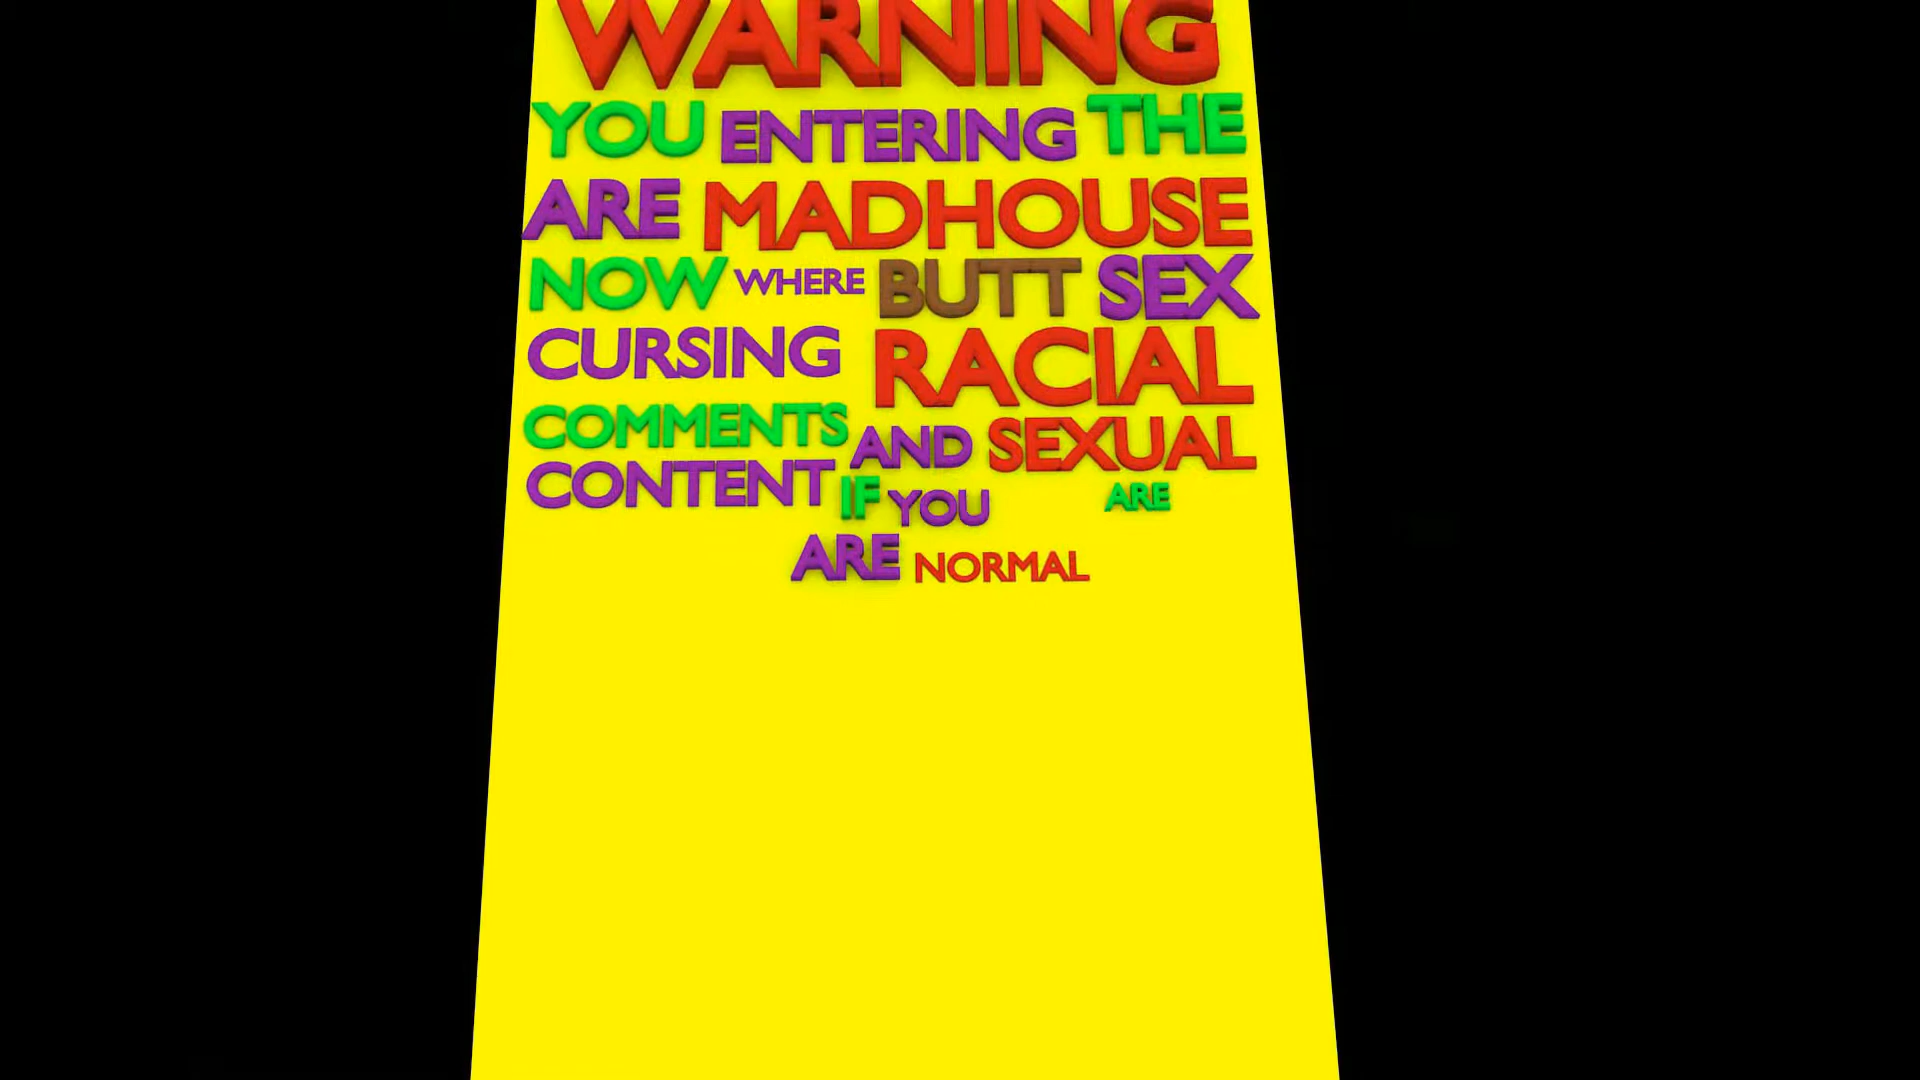 WARNING
YOU ENTERING THE
ARE MADHOUSE
NOW WHERE BUTT SEX
CURSING RACIAL
COMMENTS AND SEXUAL
CONTENT IF YOU ARE
ARE NORMAL